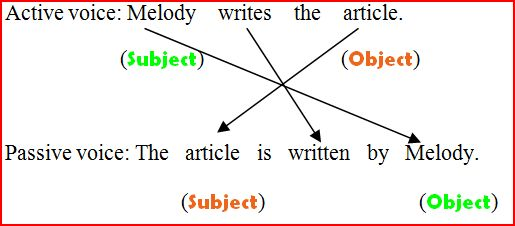 Active voice: Melody writes the article.
(Subject) (Object)
Passive voice: The article is written by Melody.
(Subject) (Object)